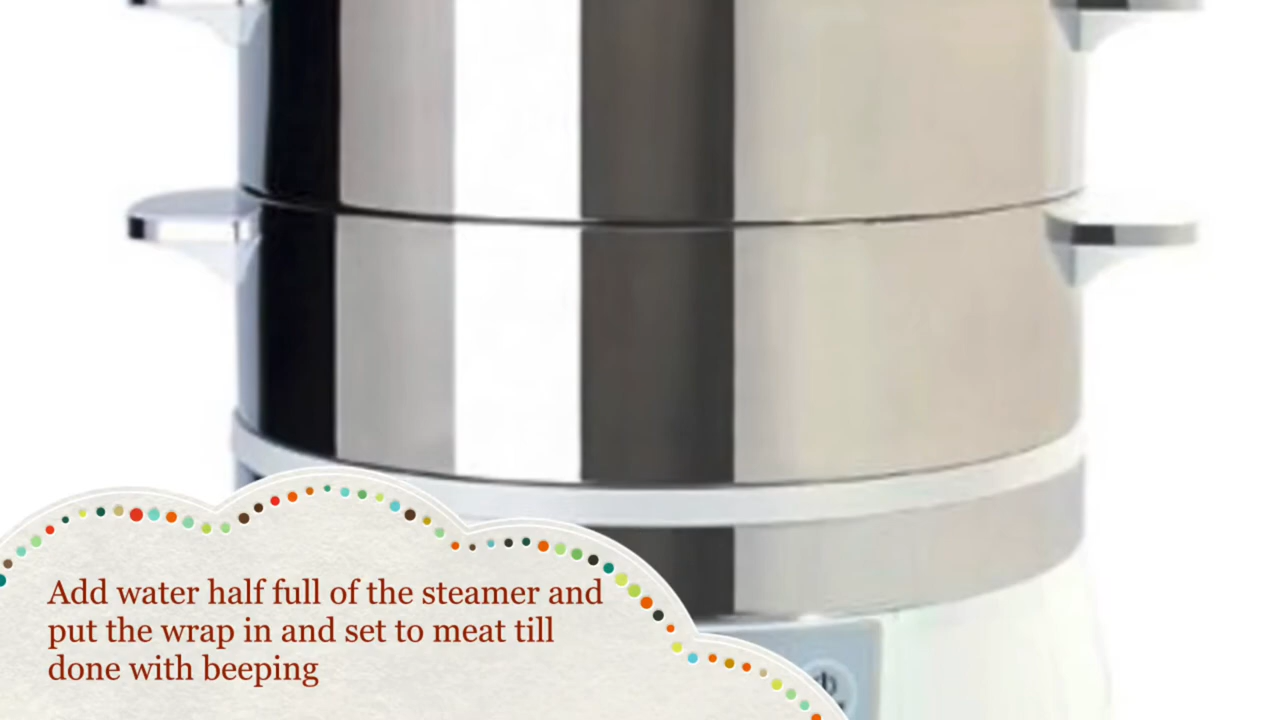 Add water half full of the steamer and
put the wrap in and set to meat till
done with beeping